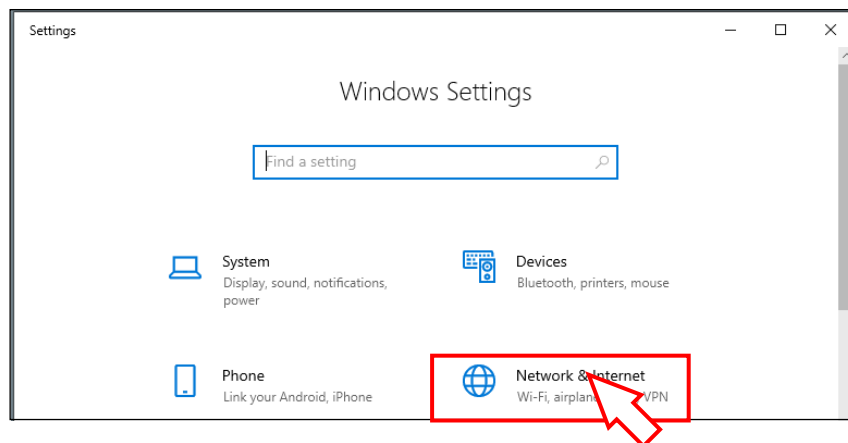 Settings
Windows Settings
Find a setting
System
Display, sound, notifications,
power
Devices
Bluetooth, printers, mouse
Phone
Link your Android, iPhone
Network & Internet
Wi-Fi, VPN